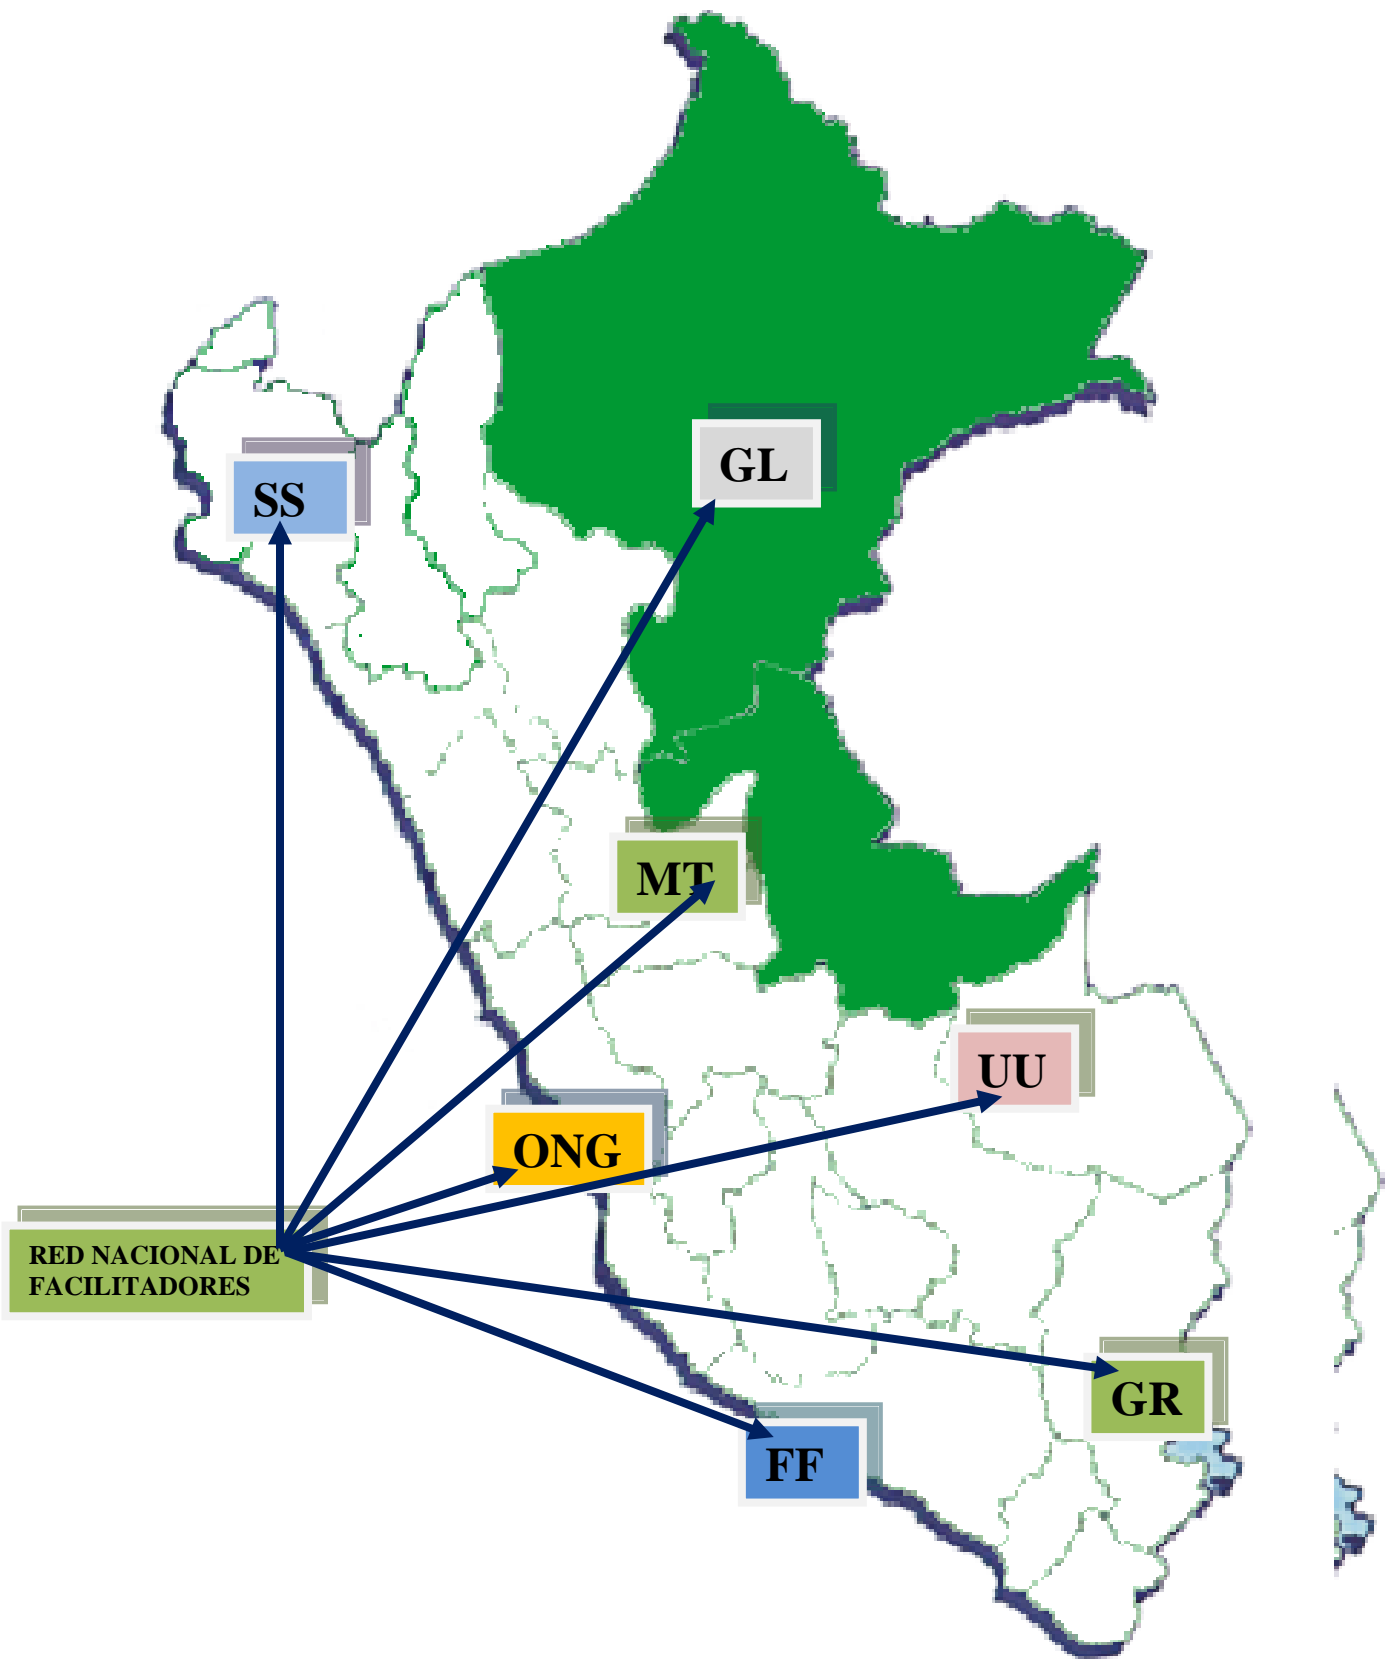 GL
SS
MT
UU
ONG
RED NACIONAL DE
FACILITADORES
GR
FF